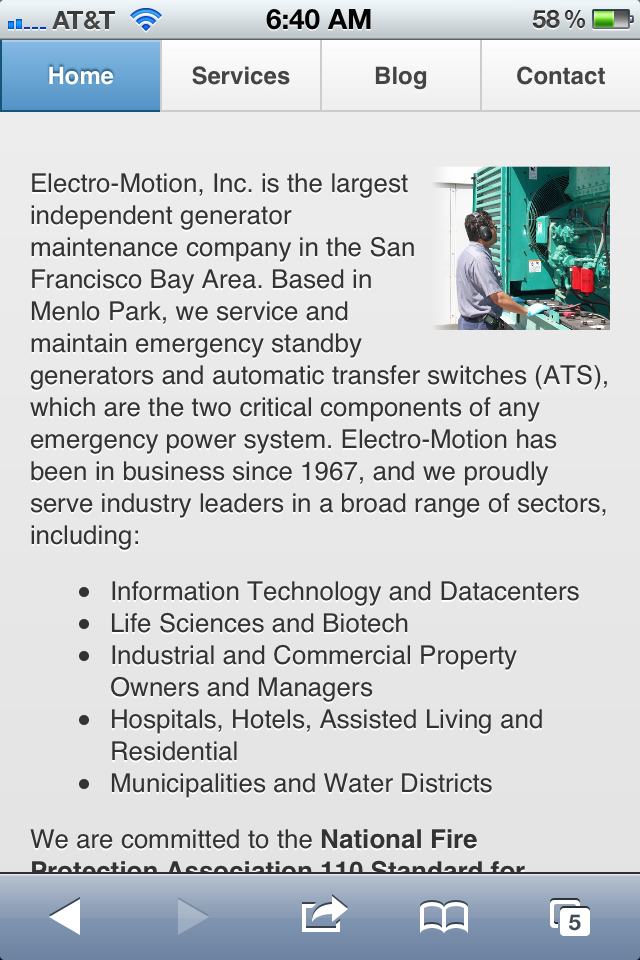 AT&T 6:40 AM 58 %
Home Services Blog Contact
Electro-Motion, Inc. is the largest
independent generator
maintenance company in the San
Francisco Bay Area. Based in
Menlo Park, we service and
maintain emergency standby
generators and automatic transfer switches (ATS),
which are the two critical components of any
emergency power system. Electro-Motion has
been in business since 1967, and we proudly
serve industry leaders in a broad range of sectors,
including:
• Information Technology and Datacenters
• Life Sciences and Biotech
• Industrial and Commercial Property
Owners and Managers
• Hospitals, Hotels, Assisted Living and
Residential
• Municipalities and Water Districts
We are committed to the National Fire
Protection Association 110 Standard for
5